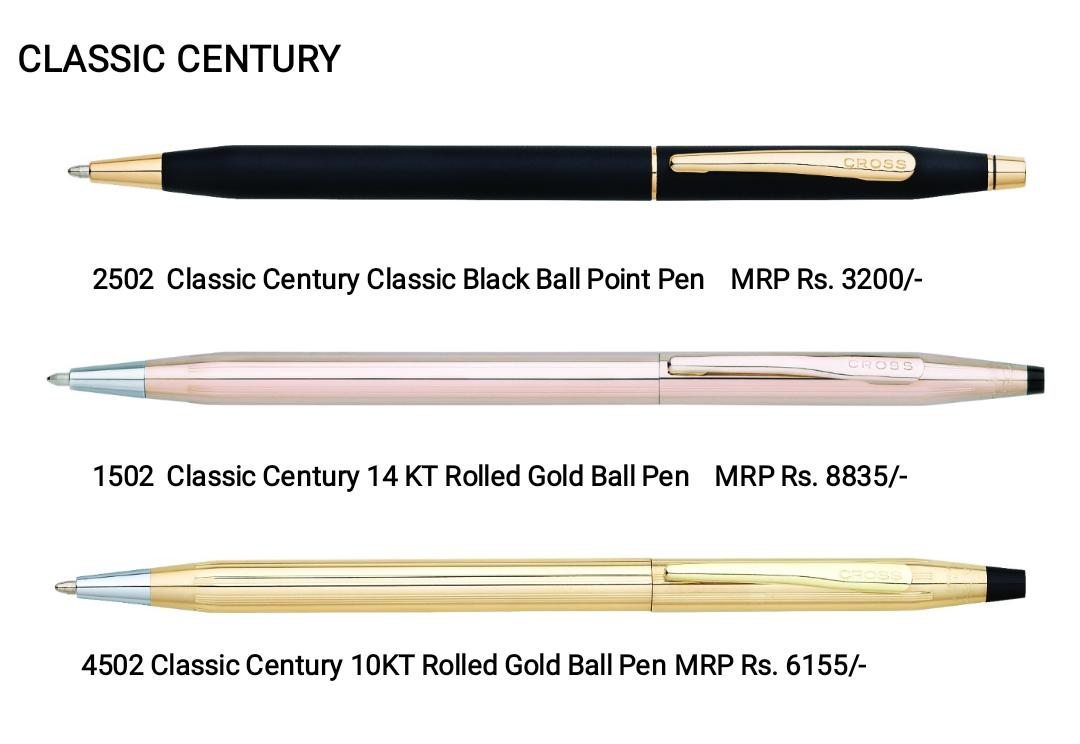 CLASSIC CENTURY
CROSS
2502 Classic Century Classic Black Ball Point Pen MRP Rs. 3200/-
CROSS
1502 Classic Century 14 KT Rolled Gold Ball Pen MRP Rs. 8835/-
CROSS
4502 Classic Century 10KT Rolled Gold Ball Pen MRP Rs. 6155/-